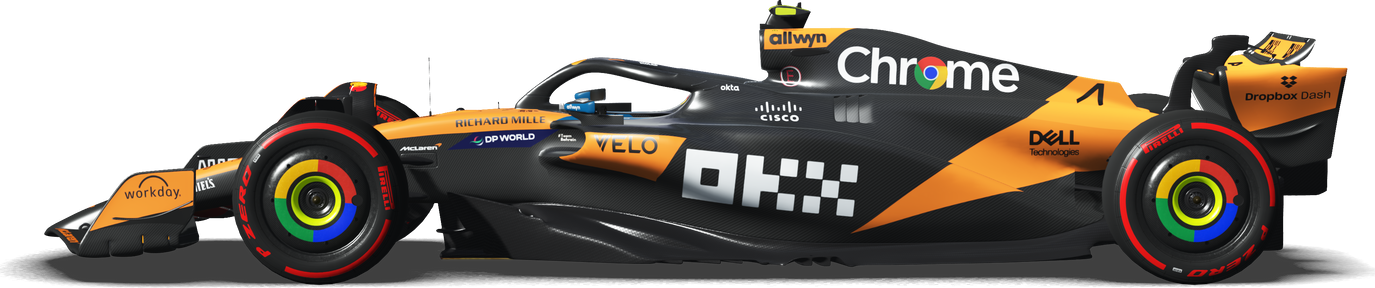 allwyn
Chrome
okta
CISCO
RICHARD MILLE
DP WORLD
McLaren
VELO
OKX
DELL
Technologies
Dropbox Dash
workday.
P ZERO
PIRELLI
PIRELLI
P ZERO